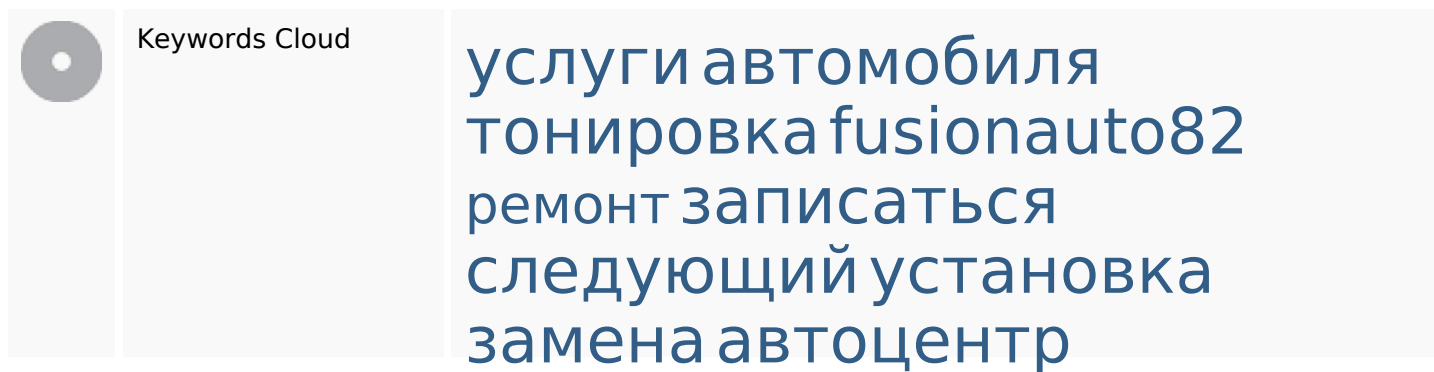 Keywords Cloud
услуги автомобиля
тонировка fusionauto82
ремонт записаться
следующий установка
замена автоцентр